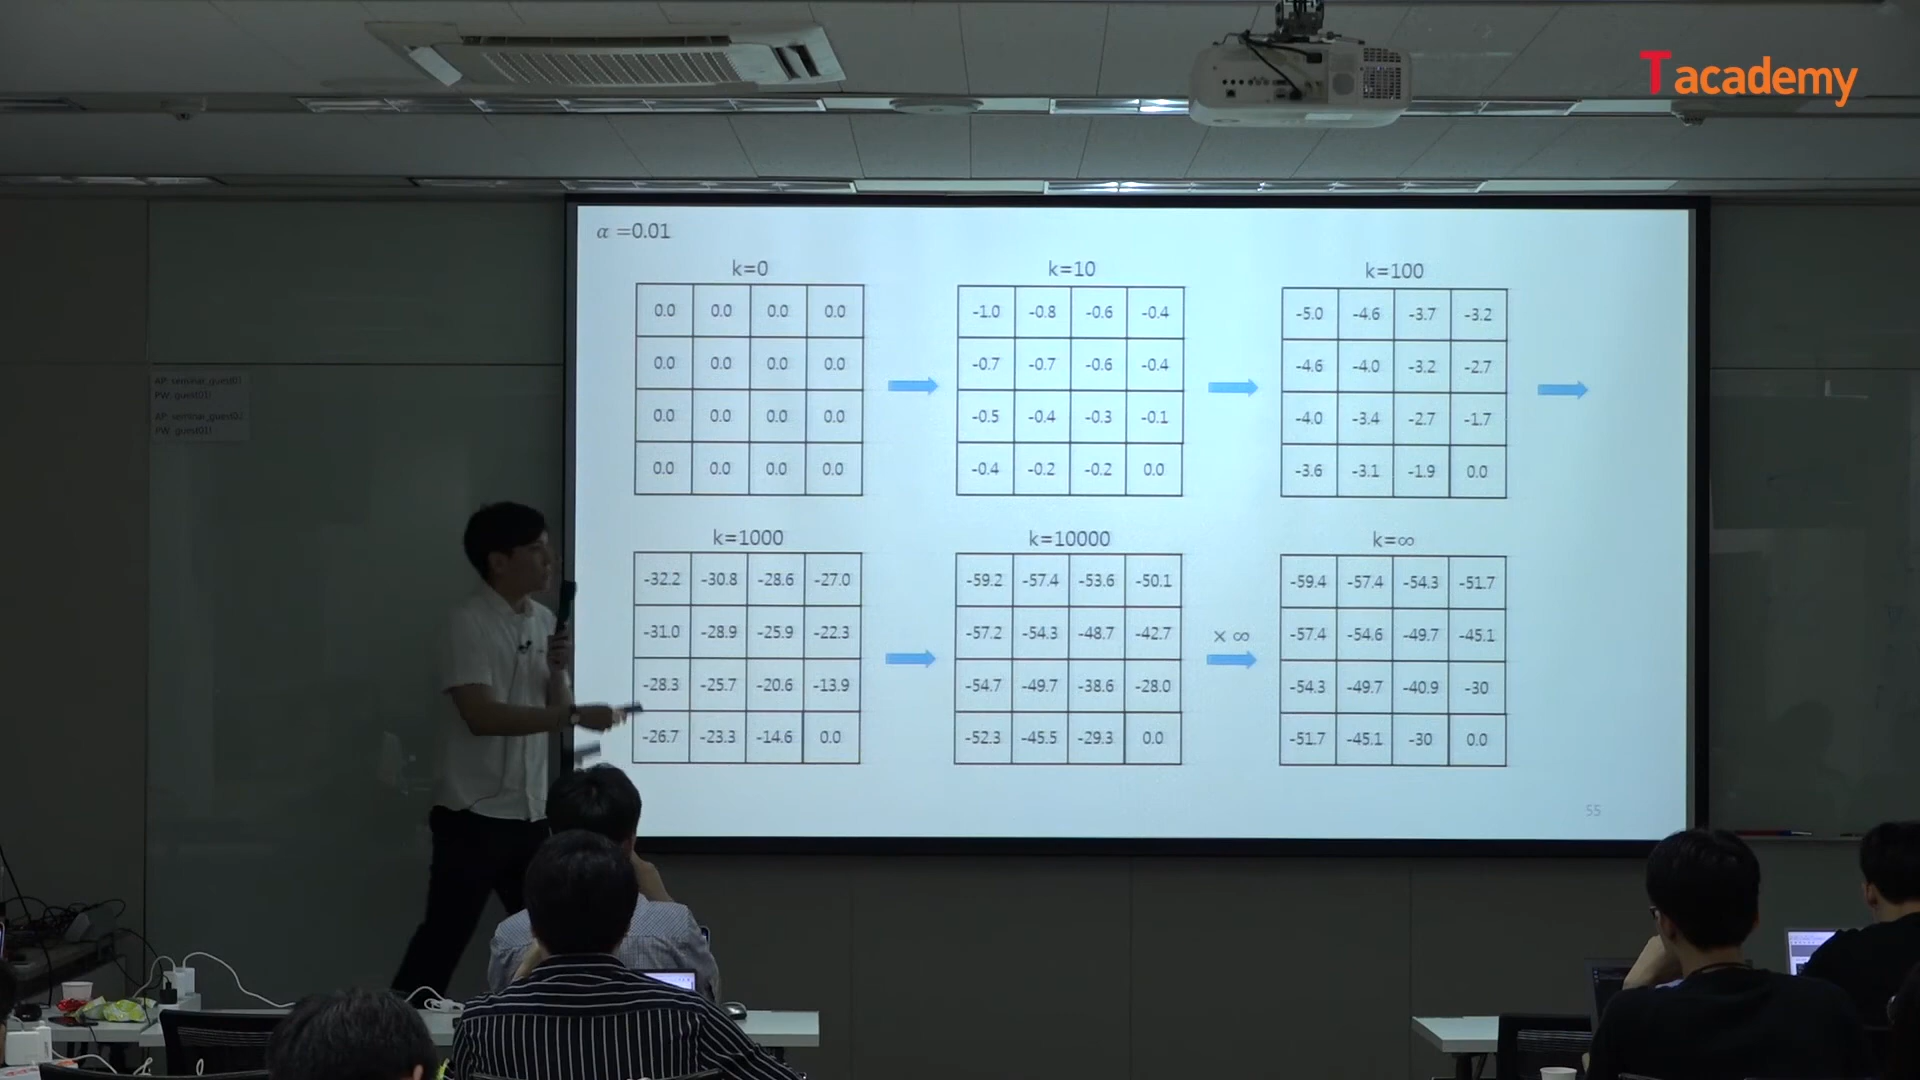 Tacademy
α =0.01
k=0
0.0 0.0 0.0 0.0
0.0 0.0 0.0 0.0
0.0 0.0 0.0 0.0
0.0 0.0 0.0 0.0
k=10
-1.0 -0.8 -0.6 -0.4
-0.7 -0.7 -0.6 -0.4
-0.5 -0.4 -0.3 -0.1
-0.4 -0.2 -0.2 0.0
k=100
-5.0 -4.6 -3.7 -3.2
-4.6 -4.0 -3.2 -2.7
-4.0 -3.4 -2.7 -1.7
-3.6 -3.1 -1.9 0.0
k=1000
-32.2 -30.8 -28.6 -27.0
-31.0 -28.9 -25.9 -22.3
-28.3 -25.7 -20.6 -13.9
-26.7 -23.3 -14.6 0.0
k=10000
-59.2 -57.4 -53.6 -50.1
-57.2 -54.3 -48.7 -42.7
-54.7 -49.7 -38.6 -28.0
-52.3 -45.5 -29.3 0.0
× ∞
k=∞
-59.4 -57.4 -54.3 -51.7
-57.4 -54.6 -49.7 -45.1
-54.3 -49.7 -40.9 -30
-51.7 -45.1 -30 0.0
55
AP: seminar_guest01
PW: guest01!
PW: guest01!